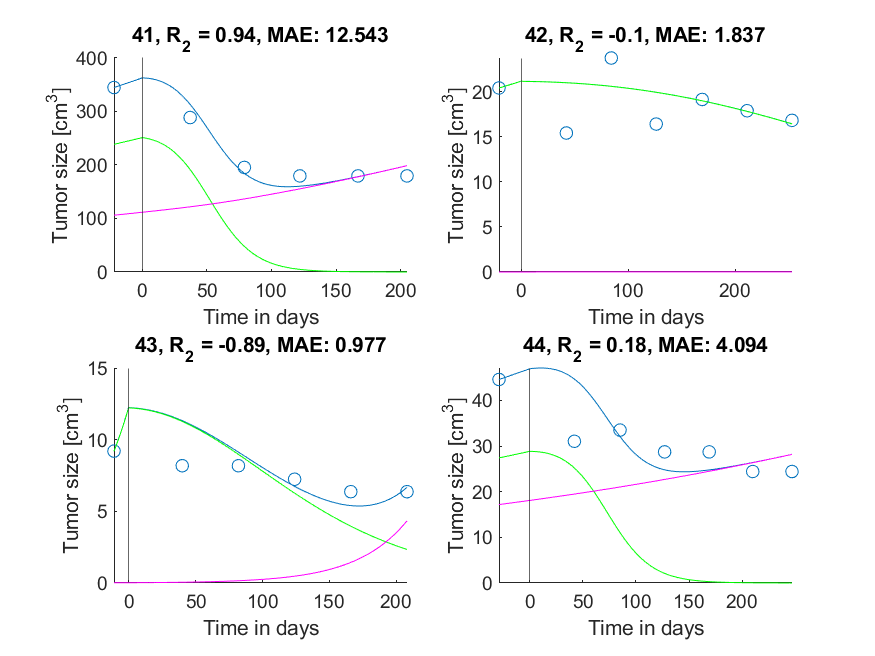 41, R2 = 0.94, MAE: 12.543
Tumor size [cm3]
400
300
200
100
0
0 50 100 150 200
Time in days
42, R2 = -0.1, MAE: 1.837
Tumor size [cm3]
20
15
10
5
0
0 100 200
Time in days
43, R2 = -0.89, MAE: 0.977
Tumor size [cm3]
15
10
5
0
0 50 100 150 200
Time in days
44, R2 = 0.18, MAE: 4.094
Tumor size [cm3]
40
30
20
10
0
0 50 100 150 200
Time in days